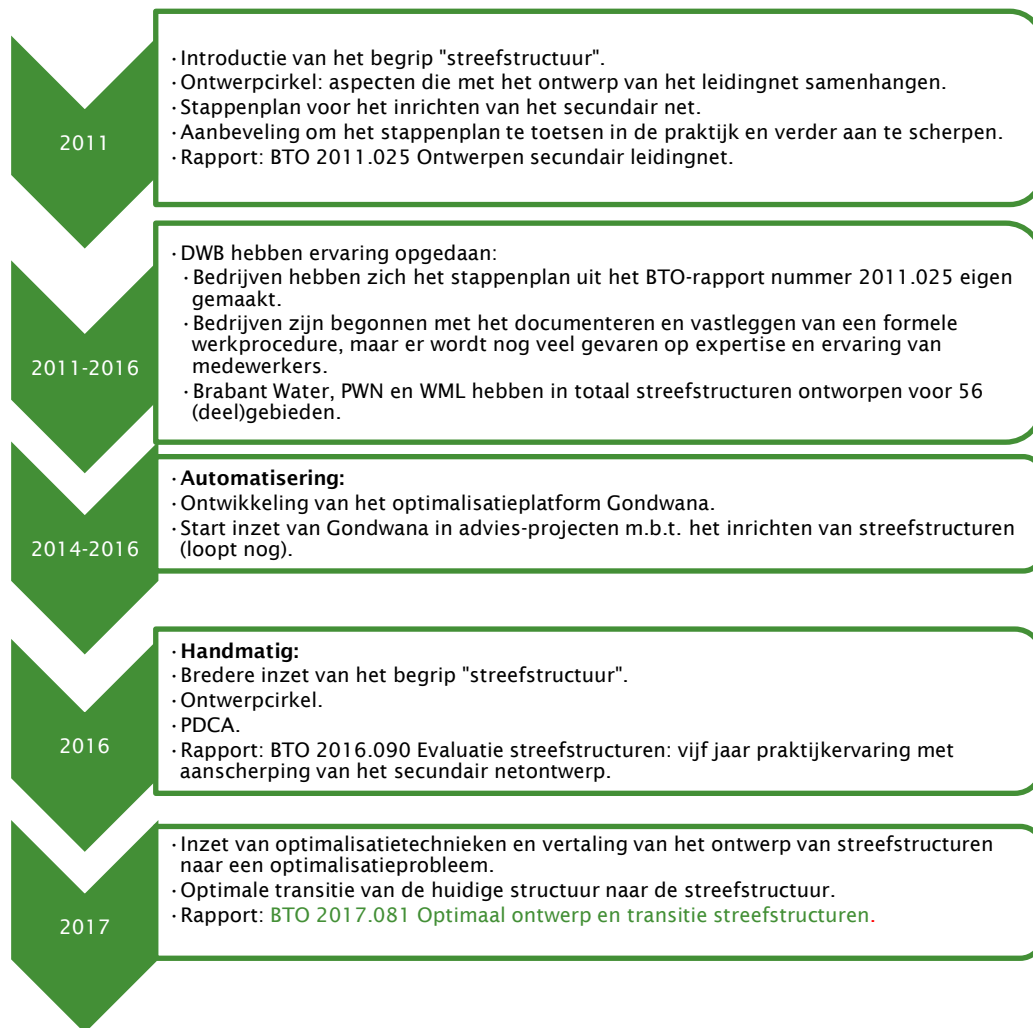 2011
· Introductie van het begrip "streefstructuur".
· Ontwerpcirkel: aspecten die met het ontwerp van het leidingnet samenhangen.
· Stappenplan voor het inrichten van het secundair net.
· Aanbeveling om het stappenplan te toetsen in de praktijk en verder aan te scherpen.
· Rapport: BTO 2011.025 Ontwerpen secundair leidingnet.
2011-2016
· DWB hebben ervaring opgedaan:
· Bedrijven hebben zich het stappenplan uit het BTO-rapport nummer 2011.025 eigen
gemaakt.
· Bedrijven zijn begonnen met het documenteren en vastleggen van een formele
werkprocedure, maar er wordt nog veel gevaren op expertise en ervaring van
medewerkers.
· Brabant Water, PWN en WML hebben in totaal streefstructuren ontworpen voor 56
(deel)gebieden.
2014-2016
· Automatisering:
· Ontwikkeling van het optimalisatieplatform Gondwana.
· Start inzet van Gondwana in advies-projecten m.b.t. het inrichten van streefstructuren
(loopt nog).
2016
· Handmatig:
· Bredere inzet van het begrip "streefstructuur".
· Ontwerpcirkel.
· PDCA.
· Rapport: BTO 2016.090 Evaluatie streefstructuren: vijf jaar praktijkervaring met
aanscherping van het secundair netontwerp.
2017
· Inzet van optimalisatietechnieken en vertaling van het ontwerp van streefstructuren
naar een optimalisatieprobleem.
· Optimale transitie van de huidige structuur naar de streefstructuur.
· Rapport: BTO 2017.081 Optimaal ontwerp en transitie streefstructuren.